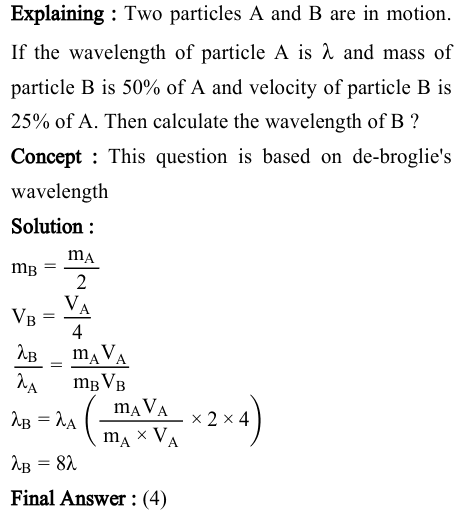 Explaining : Two particles A and B are in motion.
If the wavelength of particle A is λ and mass of
particle B is 50% of A and velocity of particle B is
25% of A. Then calculate the wavelength of B ?
Concept : This question is based on de-broglie's
wavelength
Solution :
m_B = m_A / 2
V_B = V_A / 4
λ_B / λ_A = m_A V_A / m_B V_B
λ_B = λ_A ( m_A V_A / m_A × V_A × 2 × 4 )
λ_B = 8λ
Final Answer : (4)